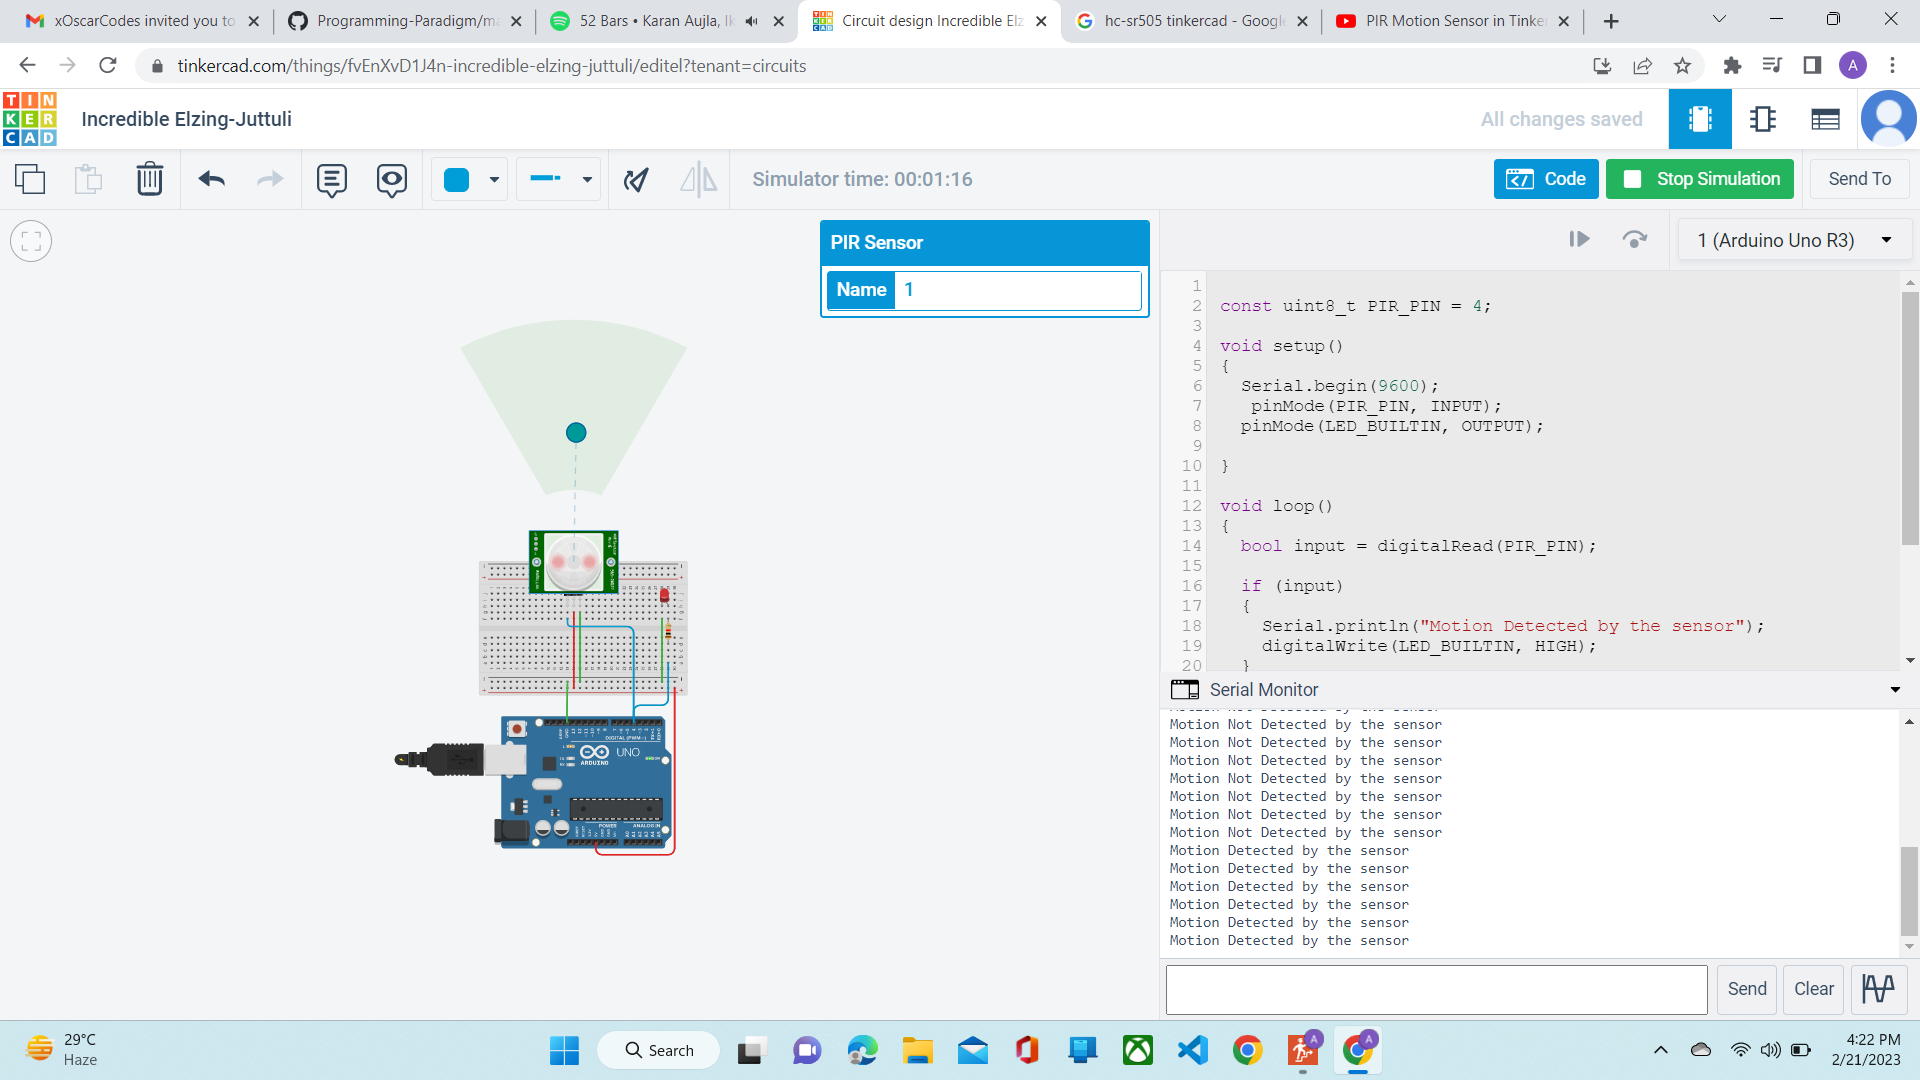 xOscarCodes invited you to
Programming-Paradigm/ma
52 Bars • Karan Aujla, Ik
Circuit design Incredible Elz
hc-sr505 tinkercad - Google
PIR Motion Sensor in Tinker
tinkercad.com/things/fvEnXvD1J4n-incredible-elzing-juttuli/editel?tenant=circuits
A
TIN
KER
CAD
Incredible Elzing-Juttuli
All changes saved
Simulator time: 00:01:16
Code
Stop Simulation
Send To
PIR Sensor
Name 1
1 (Arduino Uno R3)
1
2 const uint8_t PIR_PIN = 4;
3
4 void setup()
5 {
6 Serial.begin(9600);
7 pinMode(PIR_PIN, INPUT);
8 pinMode(LED_BUILTIN, OUTPUT);
9
10 }
11
12 void loop()
13 {
14 bool input = digitalRead(PIR_PIN);
15
16 if (input)
17 {
18 Serial.println("Motion Detected by the sensor");
19 digitalWrite(LED_BUILTIN, HIGH);
20 }
Serial Monitor
Motion Not Detected by the sensor
Motion Not Detected by the sensor
Motion Not Detected by the sensor
Motion Not Detected by the sensor
Motion Not Detected by the sensor
Motion Not Detected by the sensor
Motion Not Detected by the sensor
Motion Not Detected by the sensor
Motion Detected by the sensor
Motion Detected by the sensor
Motion Detected by the sensor
Motion Detected by the sensor
Motion Detected by the sensor
Motion Detected by the sensor
DIGITAL (PWM~)
UNO
ARDUINO
POWER
ANALOG IN
Send
Clear
29°C
Haze
Search
A
A
4:22 PM
2/21/2023